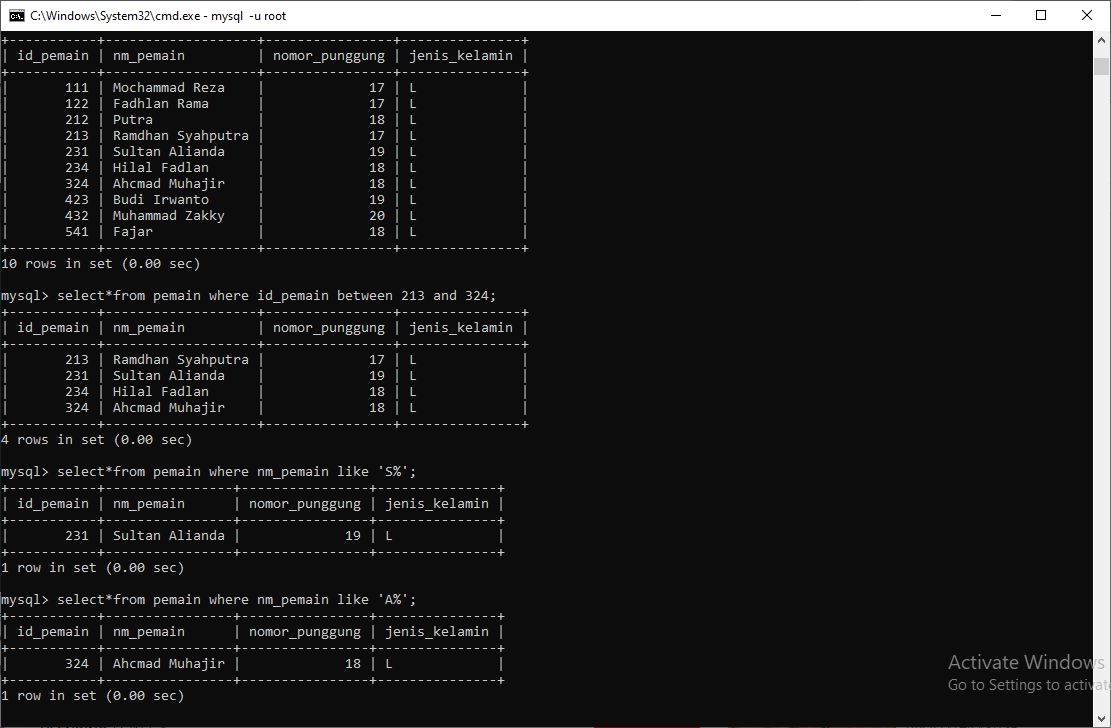 C:\Windows\System32\cmd.exe - mysql  -u root
+-----------+-------------------+----------------+---------------+
| id_pemain | nm_pemain         | nomor_punggung | jenis_kelamin |
+-----------+-------------------+----------------+---------------+
|       111 | Mochammad Reza    |             17 | L             |
|       122 | Fadhlan Rama      |             17 | L             |
|       212 | Putra             |             18 | L             |
|       213 | Ramdhan Syahputra |             17 | L             |
|       231 | Sultan Alianda    |             19 | L             |
|       234 | Hilal Fadlan      |             18 | L             |
|       324 | Ahcmad Muhajir    |             18 | L             |
|       423 | Budi Irwanto      |             19 | L             |
|       432 | Muhammad Zakky    |             20 | L             |
|       541 | Fajar             |             18 | L             |
+-----------+-------------------+----------------+---------------+
10 rows in set (0.00 sec)
mysql> select*from pemain where id_pemain between 213 and 324;
+-----------+-------------------+----------------+---------------+
| id_pemain | nm_pemain         | nomor_punggung | jenis_kelamin |
+-----------+-------------------+----------------+---------------+
|       213 | Ramdhan Syahputra |             17 | L             |
|       231 | Sultan Alianda    |             19 | L             |
|       234 | Hilal Fadlan      |             18 | L             |
|       324 | Ahcmad Muhajir    |             18 | L             |
+-----------+-------------------+----------------+---------------+
4 rows in set (0.00 sec)
mysql> select*from pemain where nm_pemain like 'S%';
+-----------+----------------+----------------+---------------+
| id_pemain | nm_pemain      | nomor_punggung | jenis_kelamin |
+-----------+----------------+----------------+---------------+
|       231 | Sultan Alianda |             19 | L             |
+-----------+----------------+----------------+---------------+
1 row in set (0.00 sec)
mysql> select*from pemain where nm_pemain like 'A%';
+-----------+----------------+----------------+---------------+
| id_pemain | nm_pemain      | nomor_punggung | jenis_kelamin |
+-----------+----------------+----------------+---------------+
|       324 | Ahcmad Muhajir |             18 | L             |
+-----------+----------------+----------------+---------------+
1 row in set (0.00 sec)
Activate Windows
Go to Settings to activate